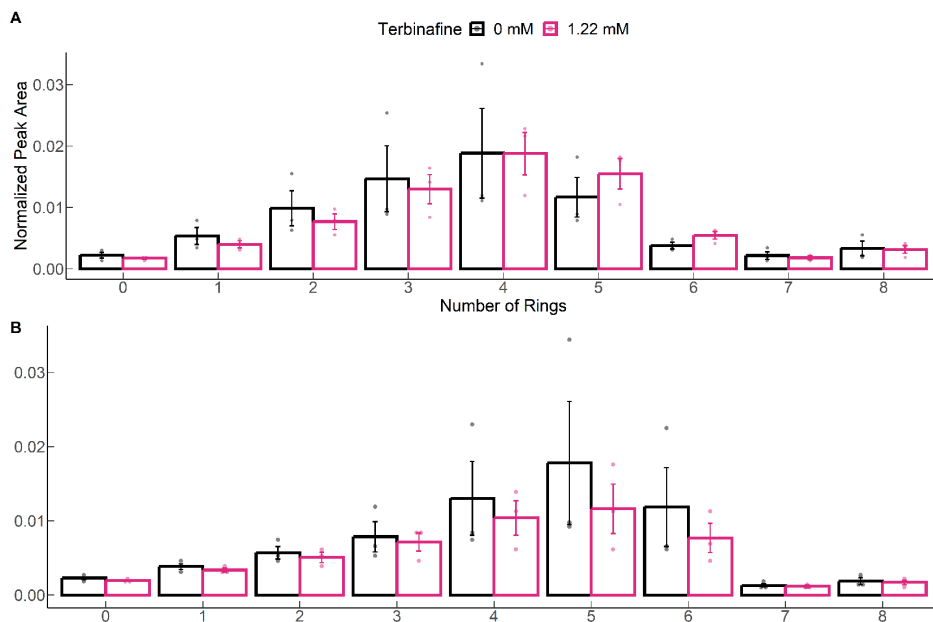 A
Terbinafine 0 mM 1.22 mM
Normalized Peak Area
0.03
0.02
0.01
0.00
0 1 2 3 4 5 6 7 8
Number of Rings
B
0.03
0.02
0.01
0.00
0 1 2 3 4 5 6 7 8